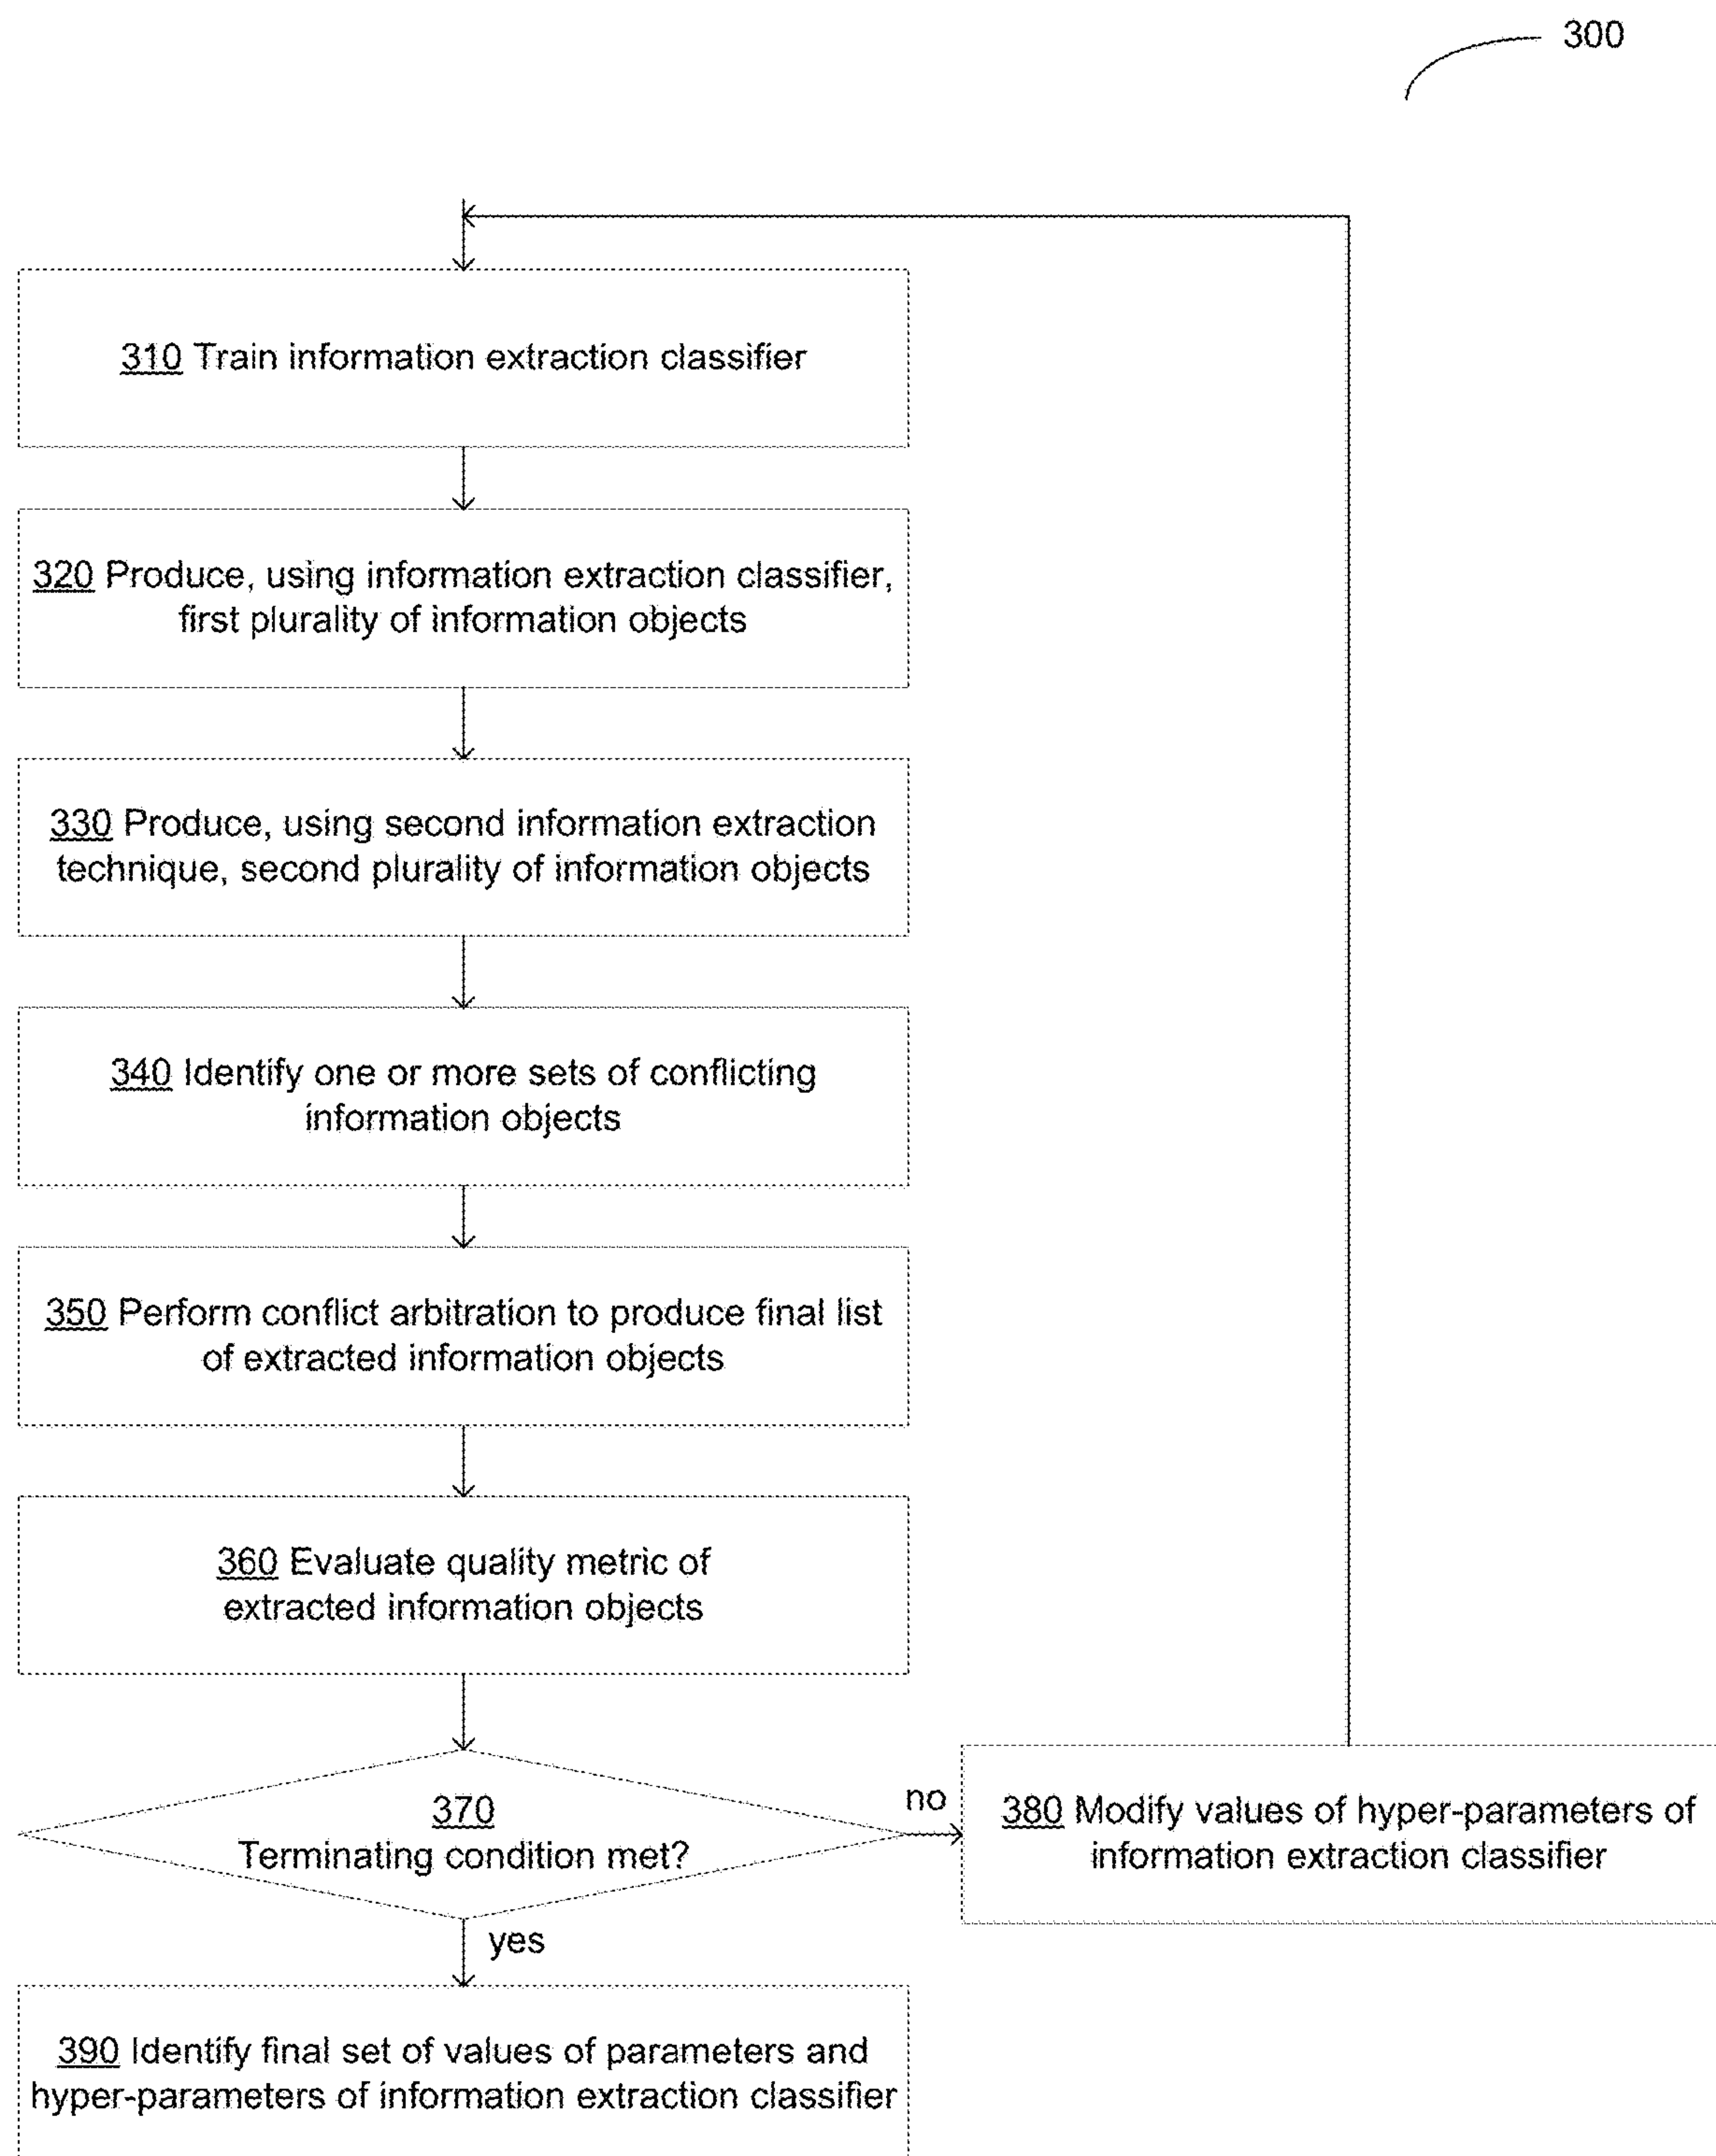 300
310 Train information extraction classifier
320 Produce, using information extraction classifier,
first plurality of information objects
330 Produce, using second information extraction
technique, second plurality of information objects
340 Identify one or more sets of conflicting
information objects
350 Perform conflict arbitration to produce final list
of extracted information objects
360 Evaluate quality metric of
extracted information objects
370
Terminating condition met?
no
380 Modify values of hyper-parameters of
information extraction classifier
yes
390 Identify final set of values of parameters and
hyper-parameters of information extraction classifier